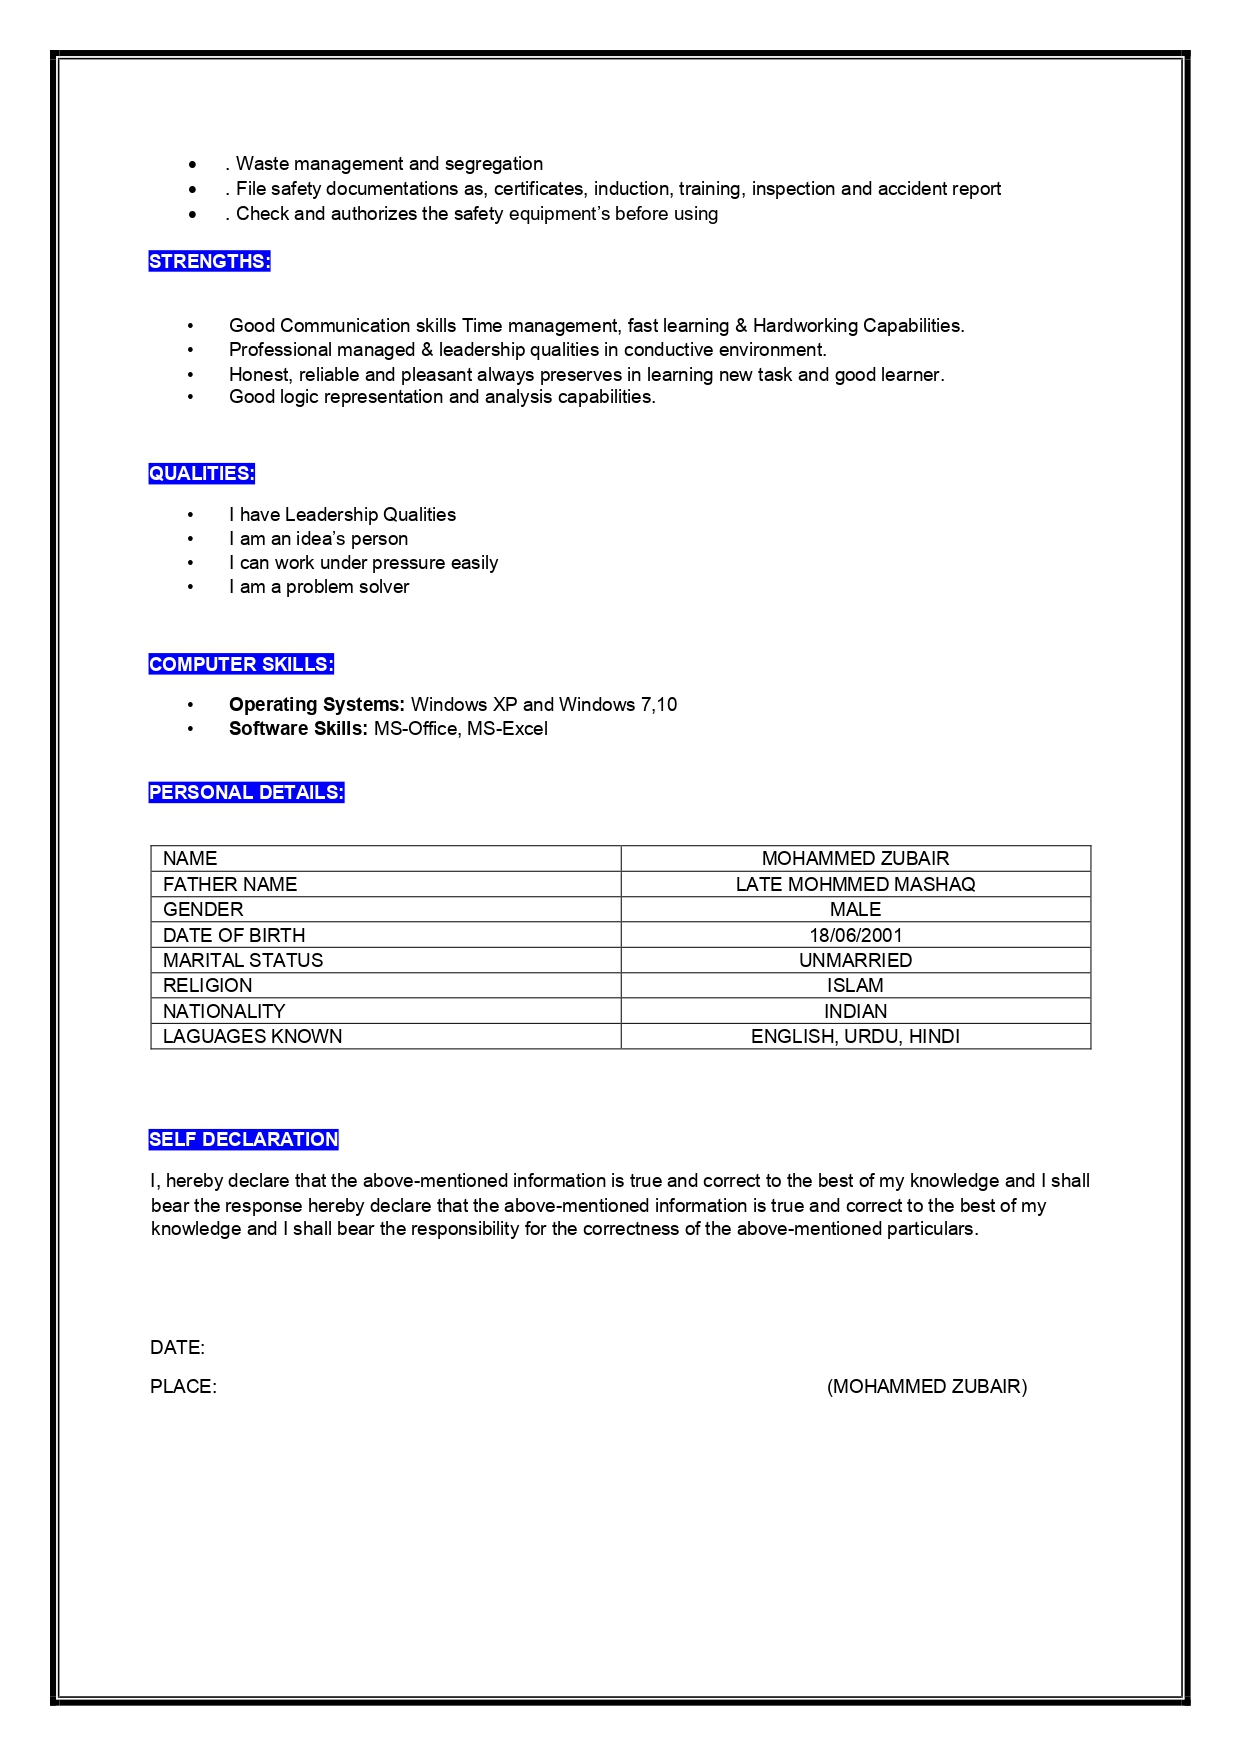 • . Waste management and segregation
• . File safety documentations as, certificates, induction, training, inspection and accident report
• . Check and authorizes the safety equipment’s before using
STRENGTHS:
• Good Communication skills Time management, fast learning & Hardworking Capabilities.
• Professional managed & leadership qualities in conductive environment.
• Honest, reliable and pleasant always preserves in learning new task and good learner.
• Good logic representation and analysis capabilities.
QUALITIES:
• I have Leadership Qualities
• I am an idea’s person
• I can work under pressure easily
• I am a problem solver
COMPUTER SKILLS:
• Operating Systems: Windows XP and Windows 7,10
• Software Skills: MS-Office, MS-Excel
PERSONAL DETAILS:
NAME MOHAMMED ZUBAIR
FATHER NAME LATE MOHMMED MASHAQ
GENDER MALE
DATE OF BIRTH 18/06/2001
MARITAL STATUS UNMARRIED
RELIGION ISLAM
NATIONALITY INDIAN
LAGUAGES KNOWN ENGLISH, URDU, HINDI
SELF DECLARATION
I, hereby declare that the above-mentioned information is true and correct to the best of my knowledge and I shall
bear the response hereby declare that the above-mentioned information is true and correct to the best of my
knowledge and I shall bear the responsibility for the correctness of the above-mentioned particulars.
DATE:
PLACE: (MOHAMMED ZUBAIR)